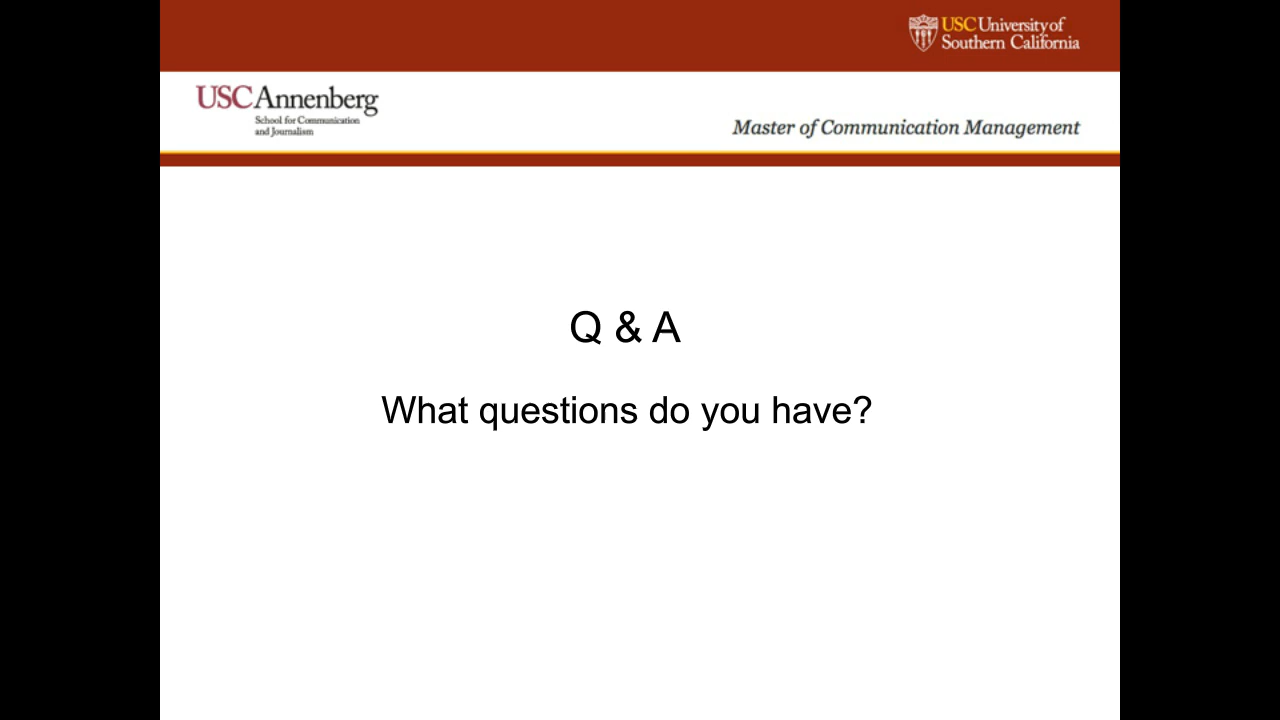 USC University of
Southern California
USC Annenberg
School for Communication
and Journalism
Master of Communication Management
Q & A
What questions do you have?